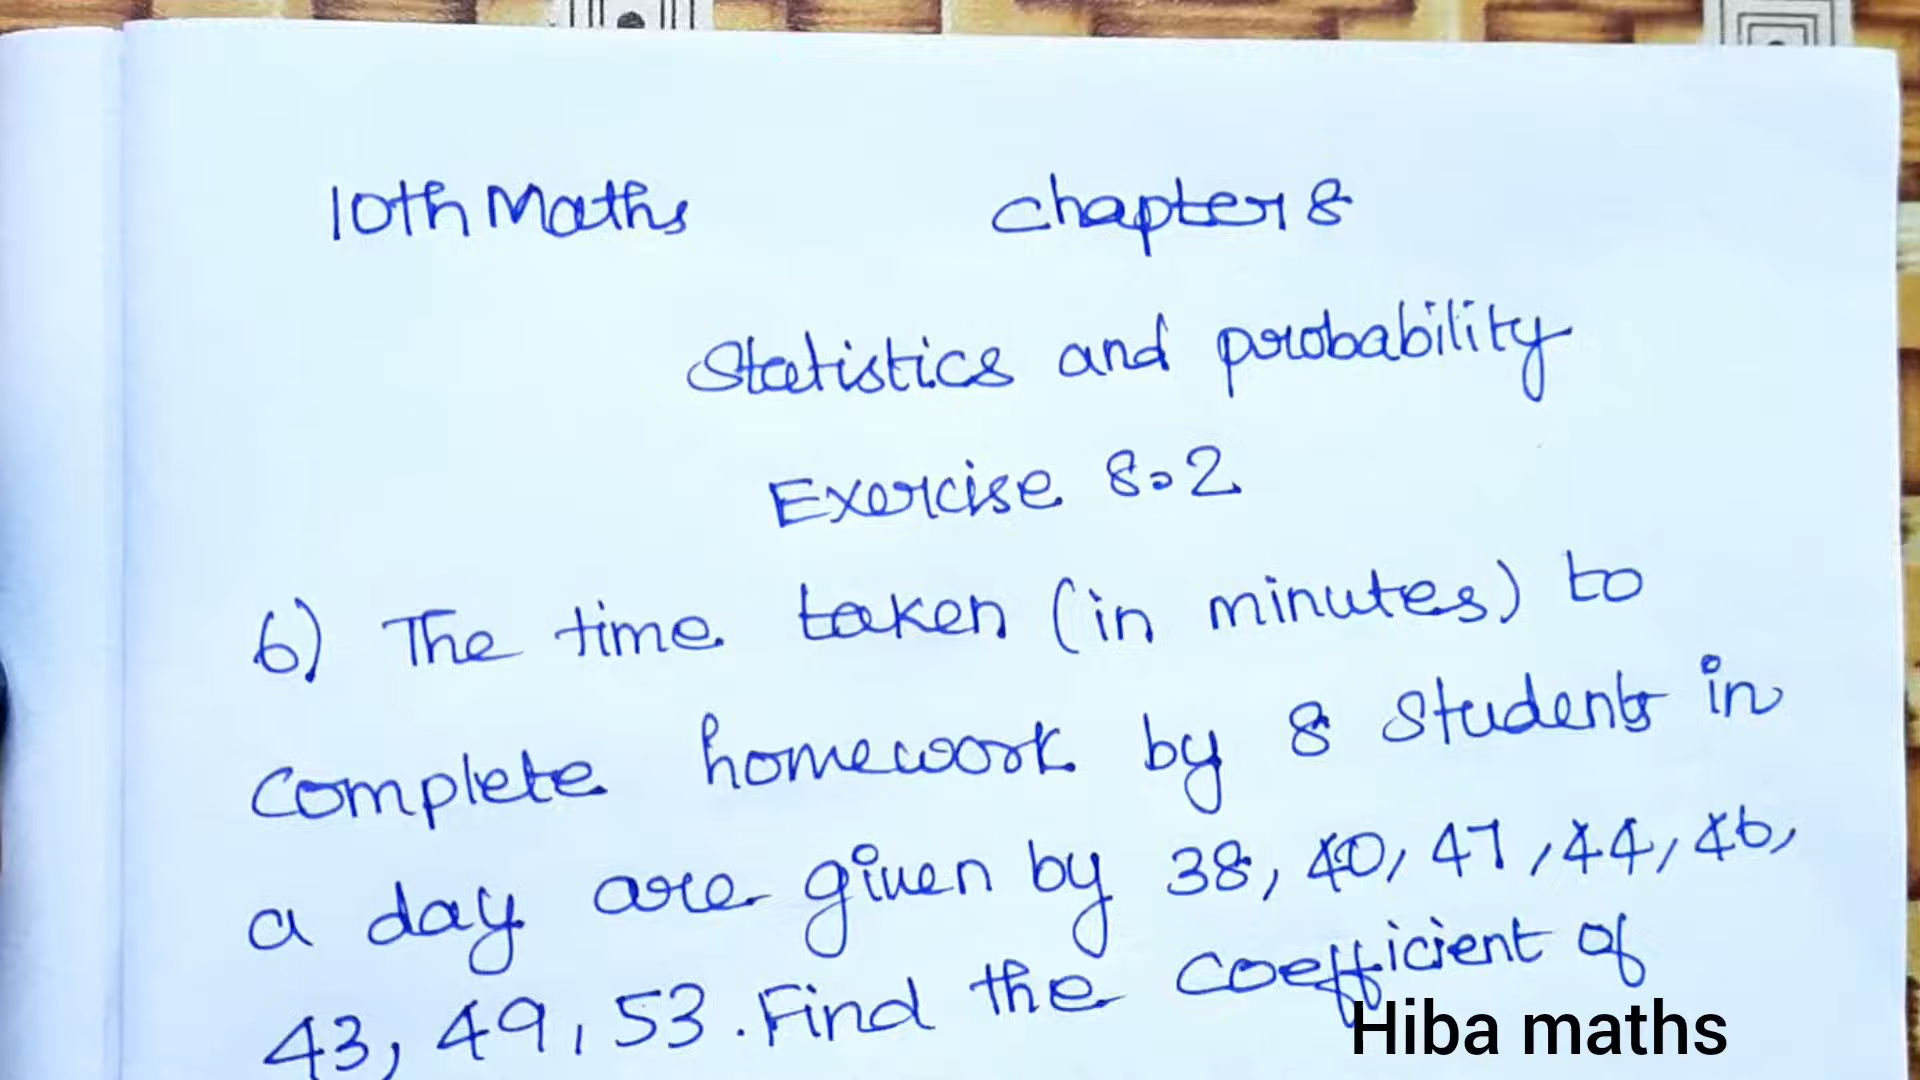 10th Maths chapter 8
Statistics and probability
Exercise 8.2
6) The time taken (in minutes) to
complete homework by 8 students in
a day are given by 38, 40, 47, 44, 46,
43, 49, 53. Find the coefficient of
Hiba maths